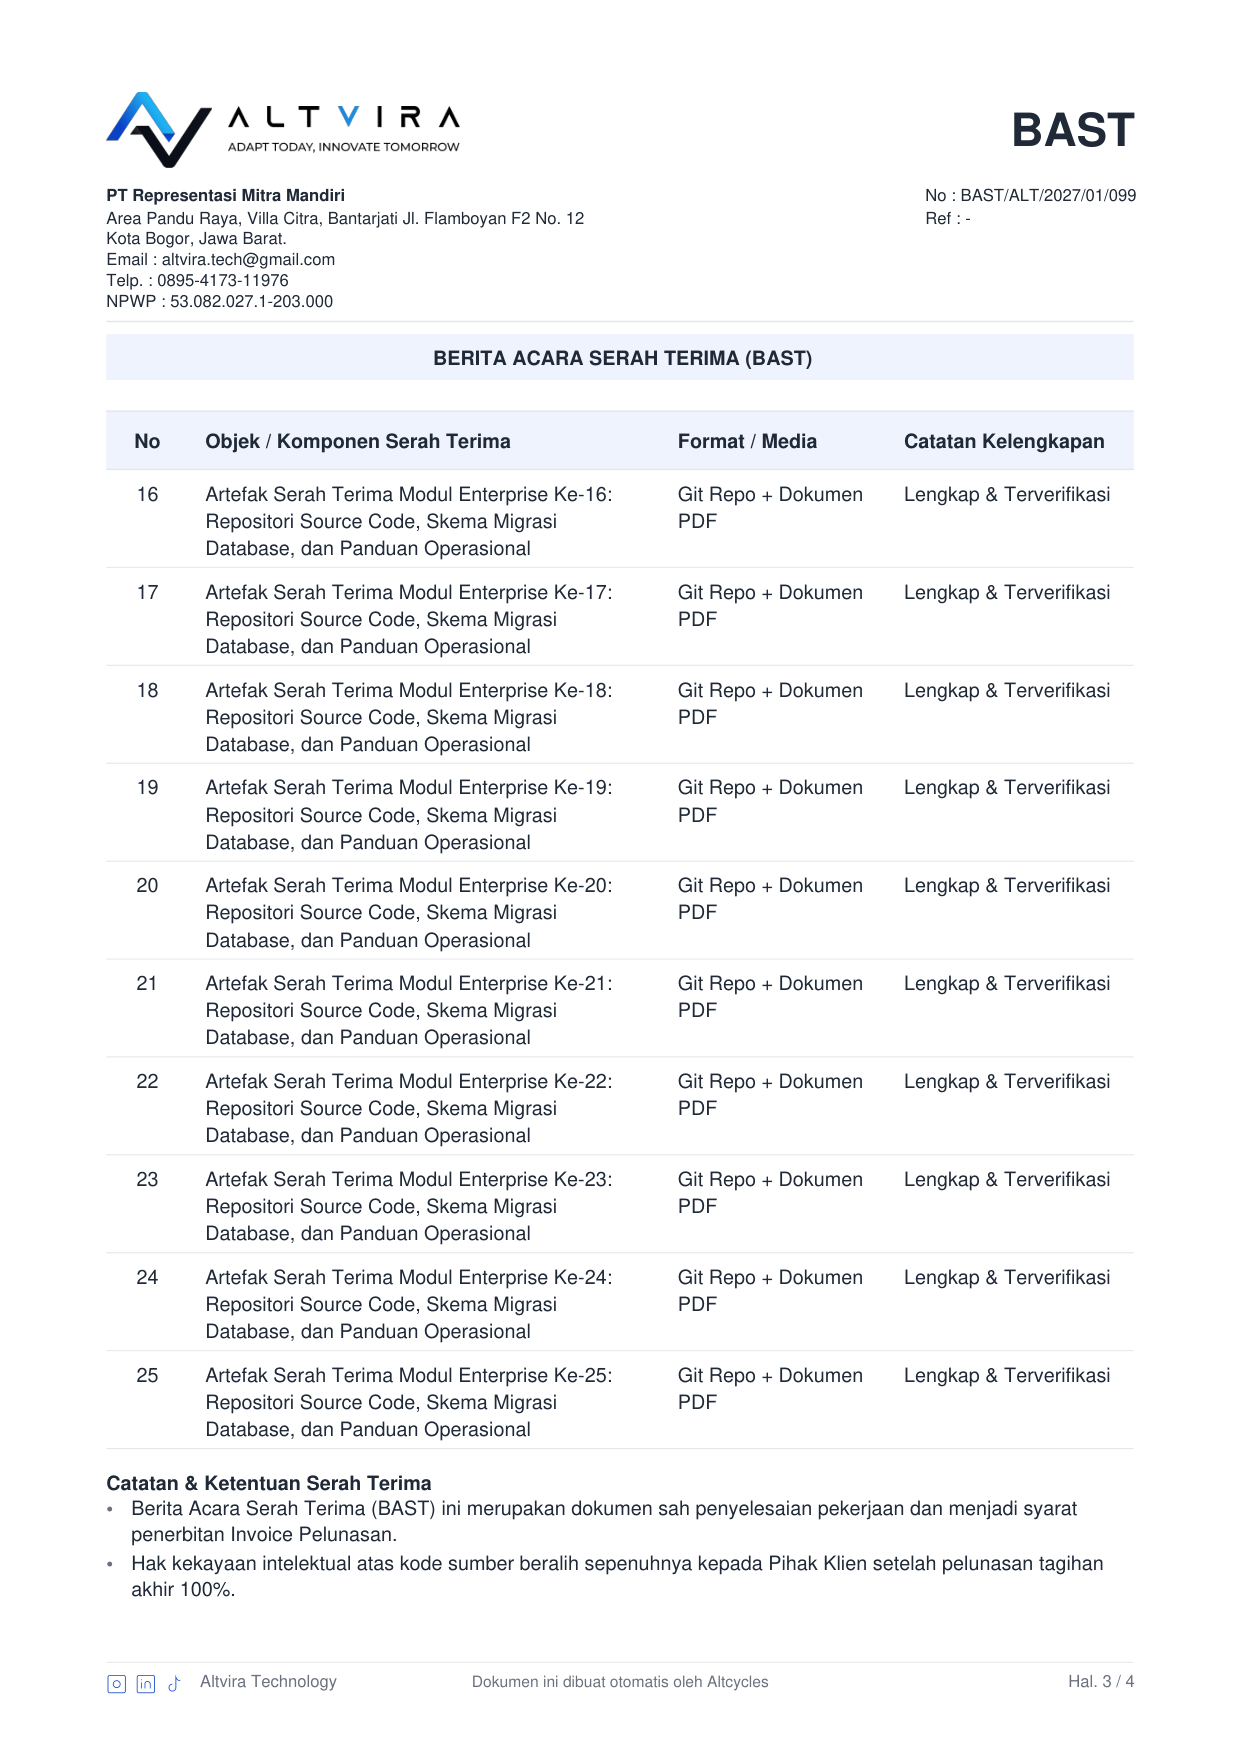 ALTVIRA
ADAPT TODAY, INNOVATE TOMORROW
BAST
PT Representasi Mitra Mandiri
Area Pandu Raya, Villa Citra, Bantarjati Jl. Flamboyan F2 No. 12
Kota Bogor, Jawa Barat.
Email : altvira.tech@gmail.com
Telp. : 0895-4173-11976
NPWP : 53.082.027.1-203.000
No : BAST/ALT/2027/01/099
Ref : -
BERITA ACARA SERAH TERIMA (BAST)
No Objek / Komponen Serah Terima Format / Media Catatan Kelengkapan
16 Artefak Serah Terima Modul Enterprise Ke-16: Git Repo + Dokumen Lengkap & Terverifikasi
Repositori Source Code, Skema Migrasi PDF
Database, dan Panduan Operasional
17 Artefak Serah Terima Modul Enterprise Ke-17: Git Repo + Dokumen Lengkap & Terverifikasi
Repositori Source Code, Skema Migrasi PDF
Database, dan Panduan Operasional
18 Artefak Serah Terima Modul Enterprise Ke-18: Git Repo + Dokumen Lengkap & Terverifikasi
Repositori Source Code, Skema Migrasi PDF
Database, dan Panduan Operasional
19 Artefak Serah Terima Modul Enterprise Ke-19: Git Repo + Dokumen Lengkap & Terverifikasi
Repositori Source Code, Skema Migrasi PDF
Database, dan Panduan Operasional
20 Artefak Serah Terima Modul Enterprise Ke-20: Git Repo + Dokumen Lengkap & Terverifikasi
Repositori Source Code, Skema Migrasi PDF
Database, dan Panduan Operasional
21 Artefak Serah Terima Modul Enterprise Ke-21: Git Repo + Dokumen Lengkap & Terverifikasi
Repositori Source Code, Skema Migrasi PDF
Database, dan Panduan Operasional
22 Artefak Serah Terima Modul Enterprise Ke-22: Git Repo + Dokumen Lengkap & Terverifikasi
Repositori Source Code, Skema Migrasi PDF
Database, dan Panduan Operasional
23 Artefak Serah Terima Modul Enterprise Ke-23: Git Repo + Dokumen Lengkap & Terverifikasi
Repositori Source Code, Skema Migrasi PDF
Database, dan Panduan Operasional
24 Artefak Serah Terima Modul Enterprise Ke-24: Git Repo + Dokumen Lengkap & Terverifikasi
Repositori Source Code, Skema Migrasi PDF
Database, dan Panduan Operasional
25 Artefak Serah Terima Modul Enterprise Ke-25: Git Repo + Dokumen Lengkap & Terverifikasi
Repositori Source Code, Skema Migrasi PDF
Database, dan Panduan Operasional
Catatan & Ketentuan Serah Terima
• Berita Acara Serah Terima (BAST) ini merupakan dokumen sah penyelesaian pekerjaan dan menjadi syarat
penerbitan Invoice Pelunasan.
• Hak kekayaan intelektual atas kode sumber beralih sepenuhnya kepada Pihak Klien setelah pelunasan tagihan
akhir 100%.
Altvira Technology Dokumen ini dibuat otomatis oleh Altcycles Hal. 3 / 4